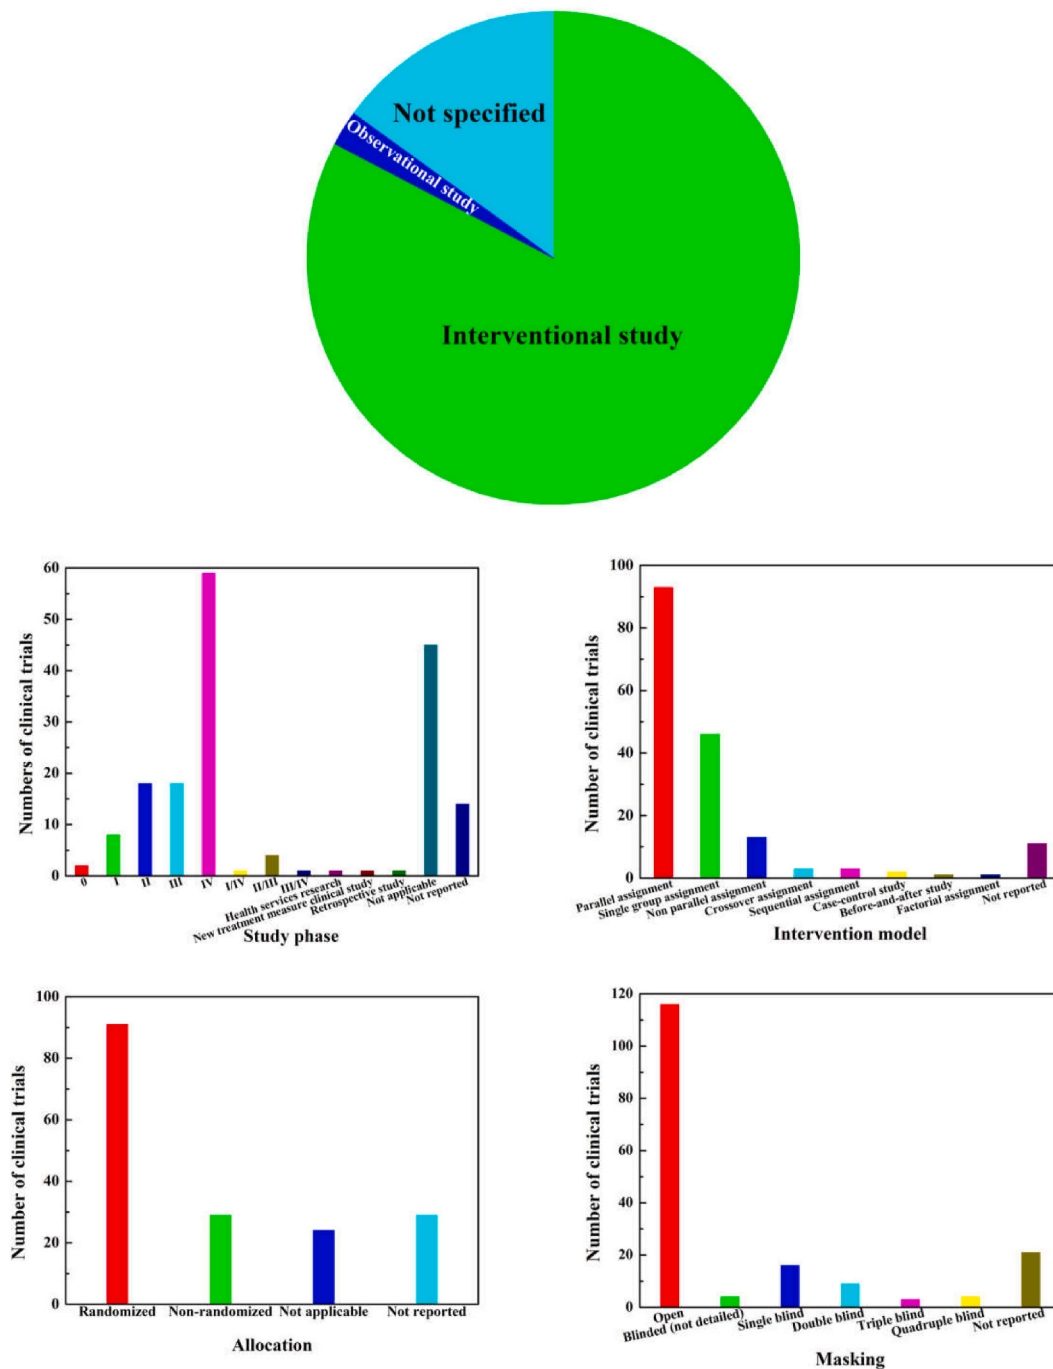 Not specified
Observational study
Interventional study
60
50
40
30
20
10
0
Numbers of clinical trials
0
I
II
III
IV
I/IV
II/III
III/IV
Health services research
New treatment measure clinical study
Retrospective study
Not applicable
Not reported
Study phase
100
80
60
40
20
0
Number of clinical trials
Parallel assignment
Single group assignment
Non parallel assignment
Crossover assignment
Sequential assignment
Case-control study
Before-and-after study
Factorial assignment
Not reported
Intervention model
100
80
60
40
20
0
Number of clinical trials
Randomized
Non-randomized
Not applicable
Not reported
Allocation
120
100
80
60
40
20
0
Number of clinical trials
Open
Blinded (not detailed)
Single blind
Double blind
Triple blind
Quadruple blind
Not reported
Masking